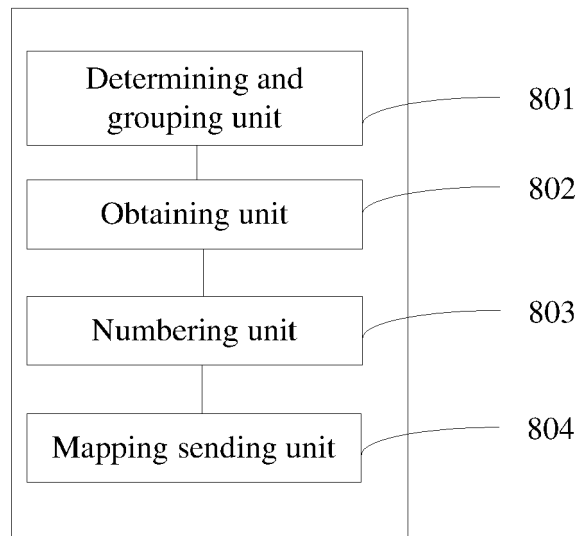 Determining and
grouping unit
801
Obtaining unit
802
Numbering unit
803
Mapping sending unit
804